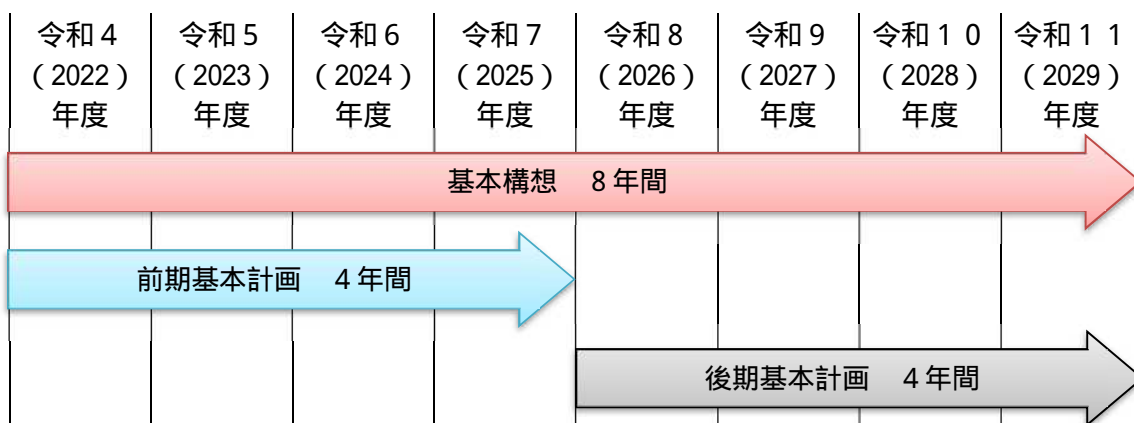 令和4 令和5 令和6 令和7 令和8 令和9 令和10 令和11
(2022) (2023) (2024) (2025) (2026) (2027) (2028) (2029)
年度 年度 年度 年度 年度 年度 年度 年度
基本構想 8年間
前期基本計画 4年間
後期基本計画 4年間